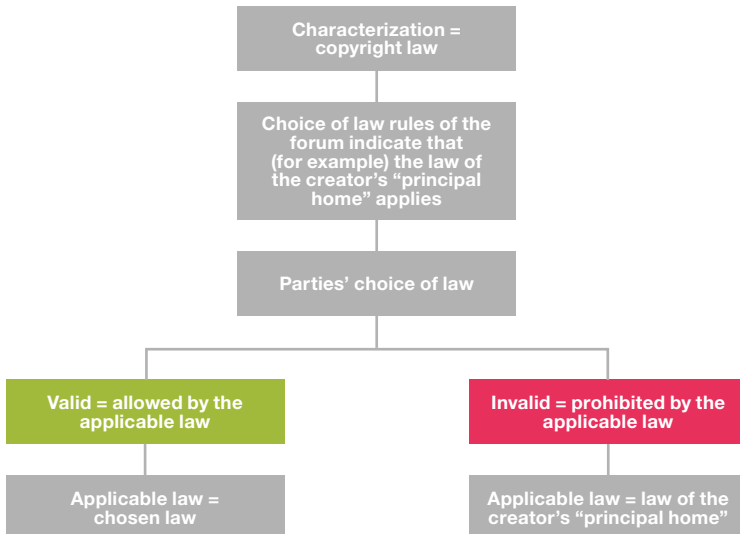 Characterization =
copyright law
Choice of law rules of the
forum indicate that
(for example) the law of
the creator’s “principal
home” applies
Parties’ choice of law
Valid = allowed by the
applicable law
Invalid = prohibited by the
applicable law
Applicable law =
chosen law
Applicable law = law of the
creator’s “principal home”